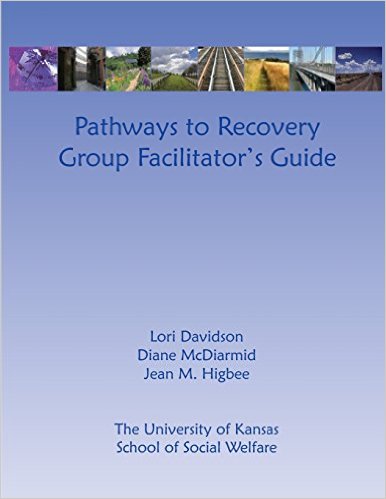 Pathways to Recovery
Group Facilitator's Guide
Lori Davidson
Diane McDiarmid
Jean M. Higbee
The University of Kansas
School of Social Welfare